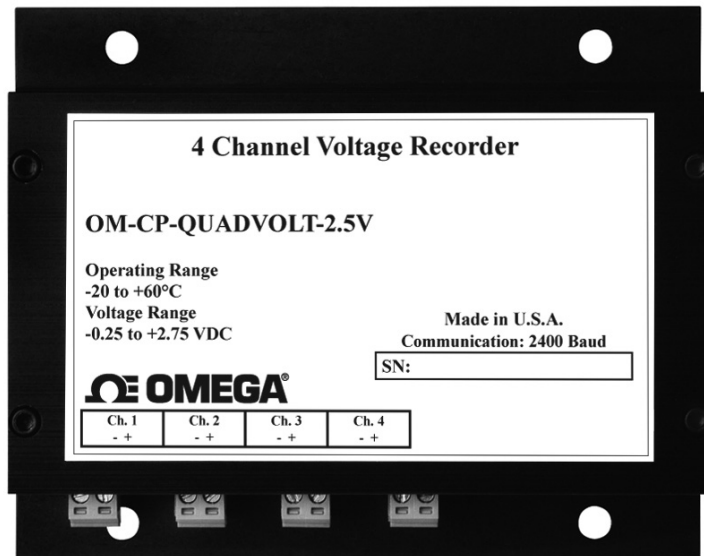 4 Channel Voltage Recorder
OM-CP-QUADVOLT-2.5V
Operating Range
-20 to +60°C
Voltage Range
-0.25 to +2.75 VDC
Made in U.S.A.
Communication: 2400 Baud
SN:
OMEGA®
Ch. 1 Ch. 2 Ch. 3 Ch. 4
- + - + - + - +